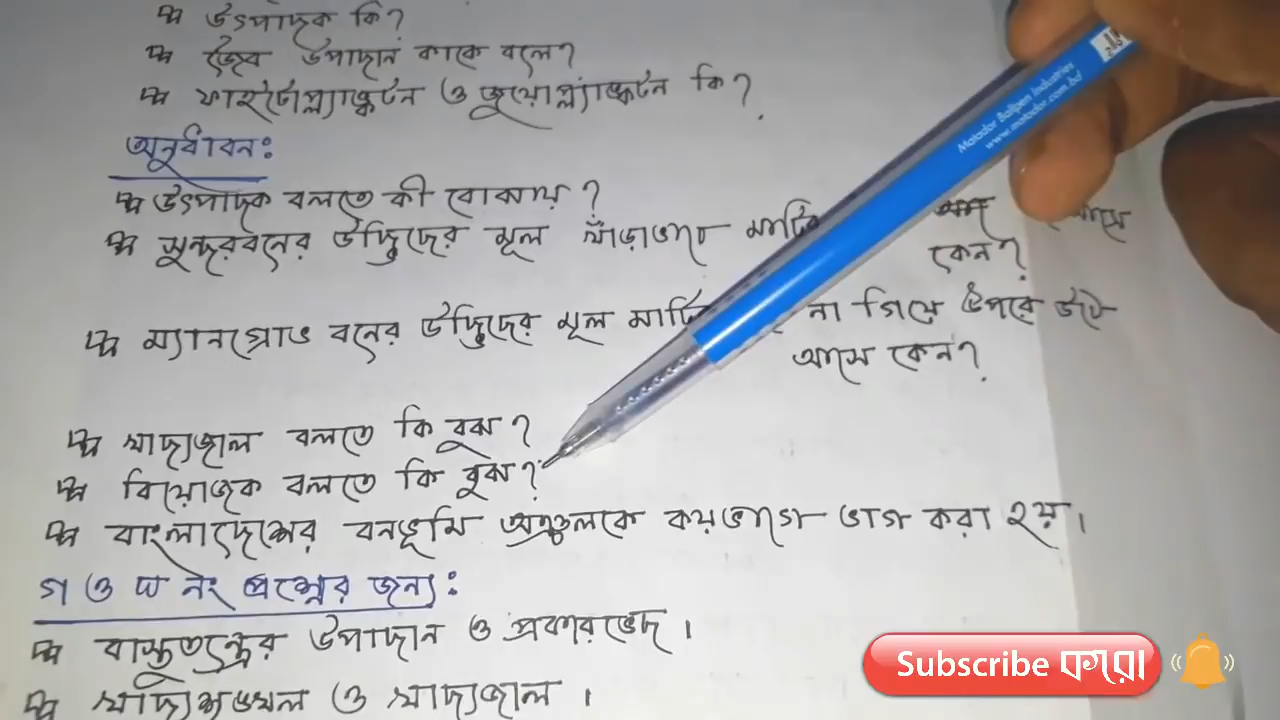 উৎপাদক কি?
জৈব উপাদান কাকে বলে?
ফাইটোপ্ল্যাঙ্কটন ও জুয়োপ্ল্যাঙ্কটন কি?
অনুধাবন:
উৎপাদক বলতে কী বোঝায়?
সুন্দরবনের উদ্ভিদের মূল খাঁড়াভাবে
কেন?
ম্যানগ্রোভ বনের উদ্ভিদের মূল না গিয়ে উপরে উঠে
আসে কেন?
খাদ্যজাল বলতে কি বুঝ?
বিয়োজক বলতে কি বুঝ?
বাংলাদেশের বনভূমি অঞ্চলকে কয়ভাগে ভাগ করা হয়।
গ ও ঘ নং প্রশ্নের জন্য:
বাস্তুতন্ত্রের উপাদান ও প্রকারভেদ।
খাদ্যশৃঙখল ও খাদ্যজাল।
Matador Ballpen Industries
www.matador.com.bd
Subscribe করো